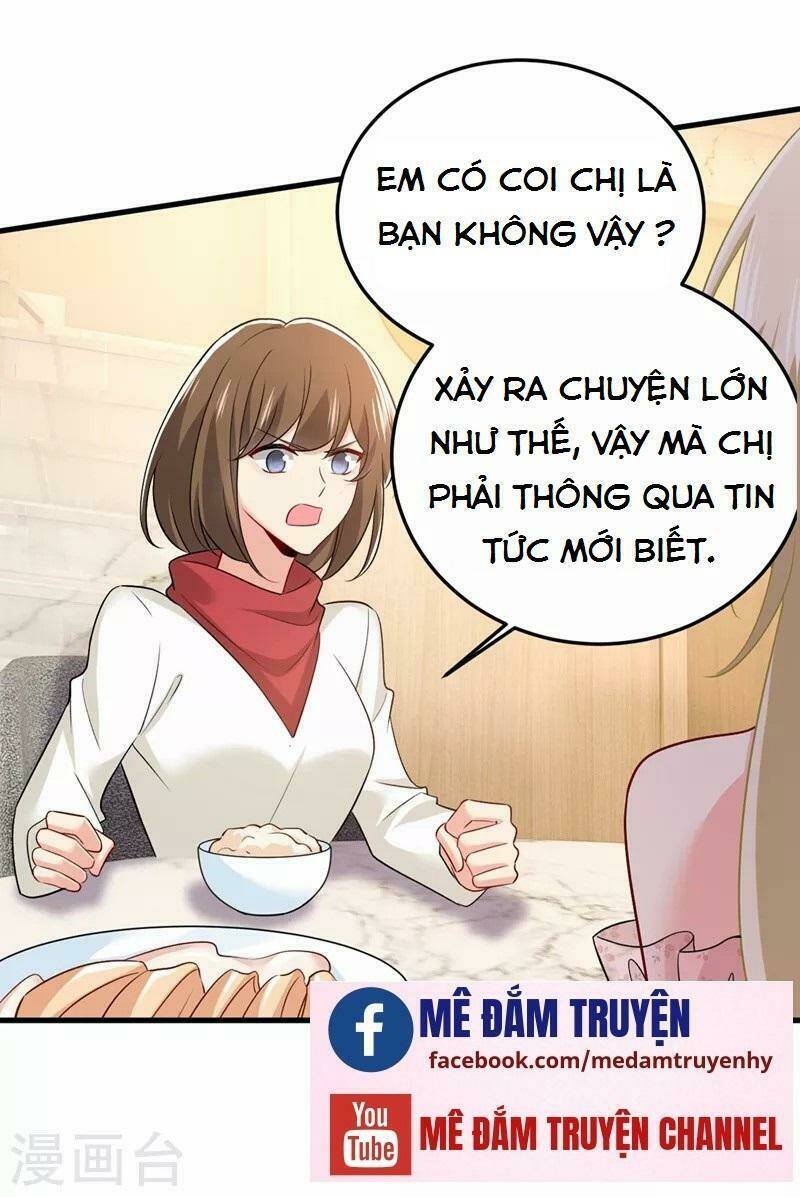 EM CÓ COI CHỊ LÀ
BẠN KHÔNG VẬY ?
XẢY RA CHUYỆN LỚN
NHƯ THẾ, VẬY MÀ CHỊ
PHẢI THÔNG QUA TIN
TỨC MỚI BIẾT.
f MÊ ĐẮM TRUYỆN
facebook.com/medamtruyenhy
You
Tube
MÊ ĐẮM TRUYỆN CHANNEL
漫画台